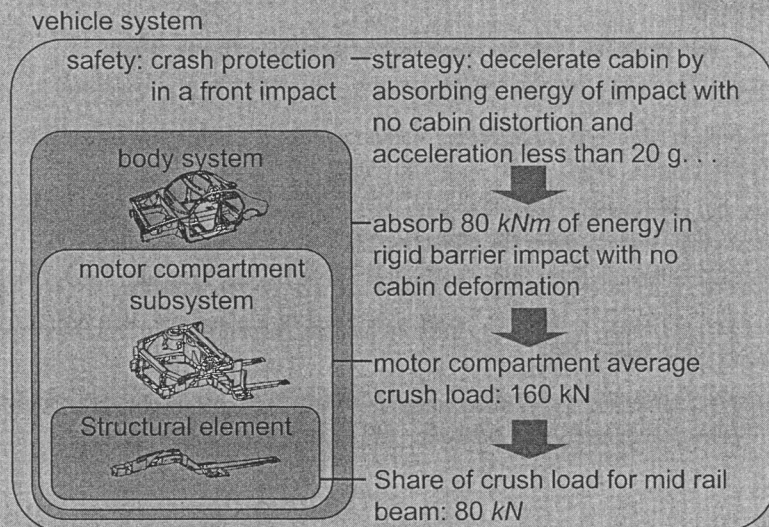 vehicle system
safety: crash protection
in a front impact
strategy: decelerate cabin by
absorbing energy of impact with
no cabin distortion and
acceleration less than 20 g. . .
body system
absorb 80 kNm of energy in
rigid barrier impact with no
cabin deformation
motor compartment
subsystem
motor compartment average
crush load: 160 kN
Structural element
Share of crush load for mid rail
beam: 80 kN